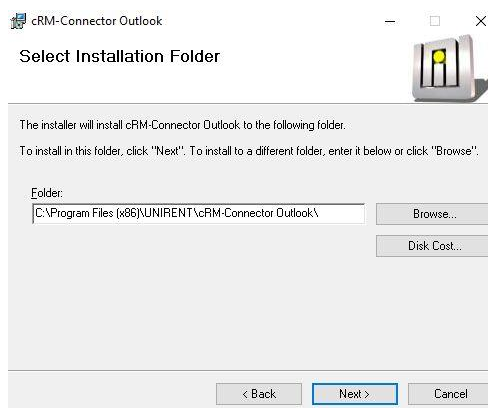 cRM-Connector Outlook
Select Installation Folder
The installer will install cRM-Connector Outlook to the following folder.
To install in this folder, click "Next". To install to a different folder, enter it below or click "Browse".
Folder:
C:\Program Files (x86)\UNIRENT\cRM-Connector Outlook\
Browse...
Disk Cost...
< Back
Next >
Cancel